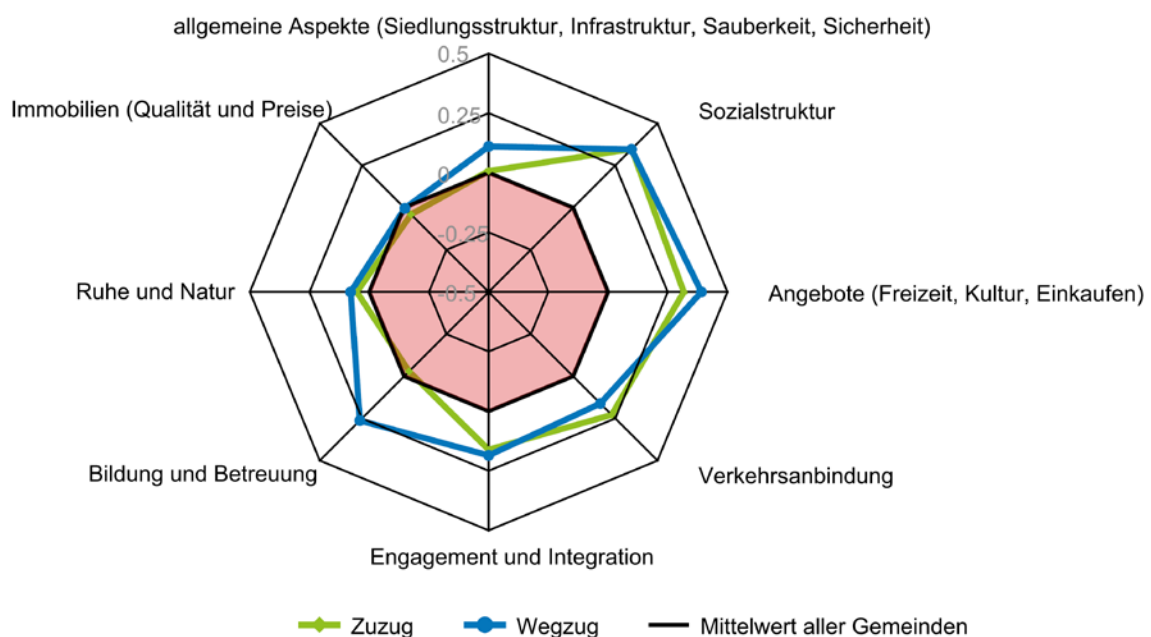 allgemeine Aspekte (Siedlungsstruktur, Infrastruktur, Sauberkeit, Sicherheit)
0.5
Immobilien (Qualität und Preise)
0.25
Sozialstruktur
0
-0.25
Ruhe und Natur
-0.5
Angebote (Freizeit, Kultur, Einkaufen)
Bildung und Betreuung
Verkehrsanbindung
Engagement und Integration
Zuzug
Wegzug
Mittelwert aller Gemeinden